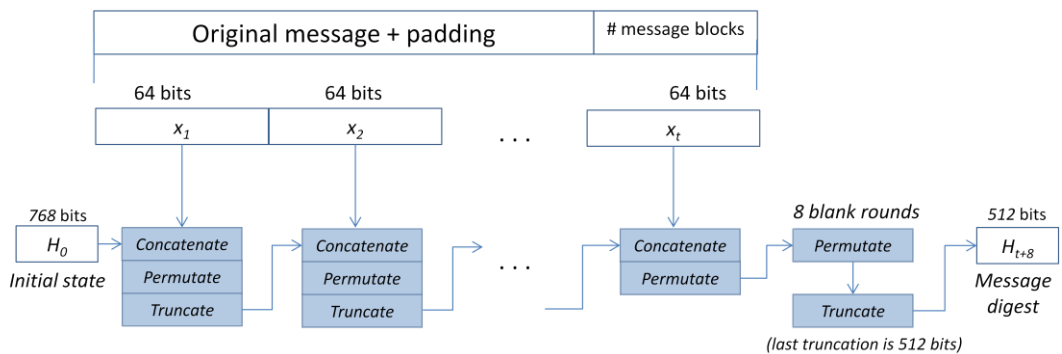 Original message + padding
# message blocks
64 bits
64 bits
64 bits
x1
x2
. . .
xt
768 bits
8 blank rounds
512 bits
H0
Concatenate
Concatenate
Concatenate
Permutate
Ht+8
Initial state
Permutate
Permutate
. . .
Permutate
Message
digest
Truncate
Truncate
Truncate
(last truncation is 512 bits)